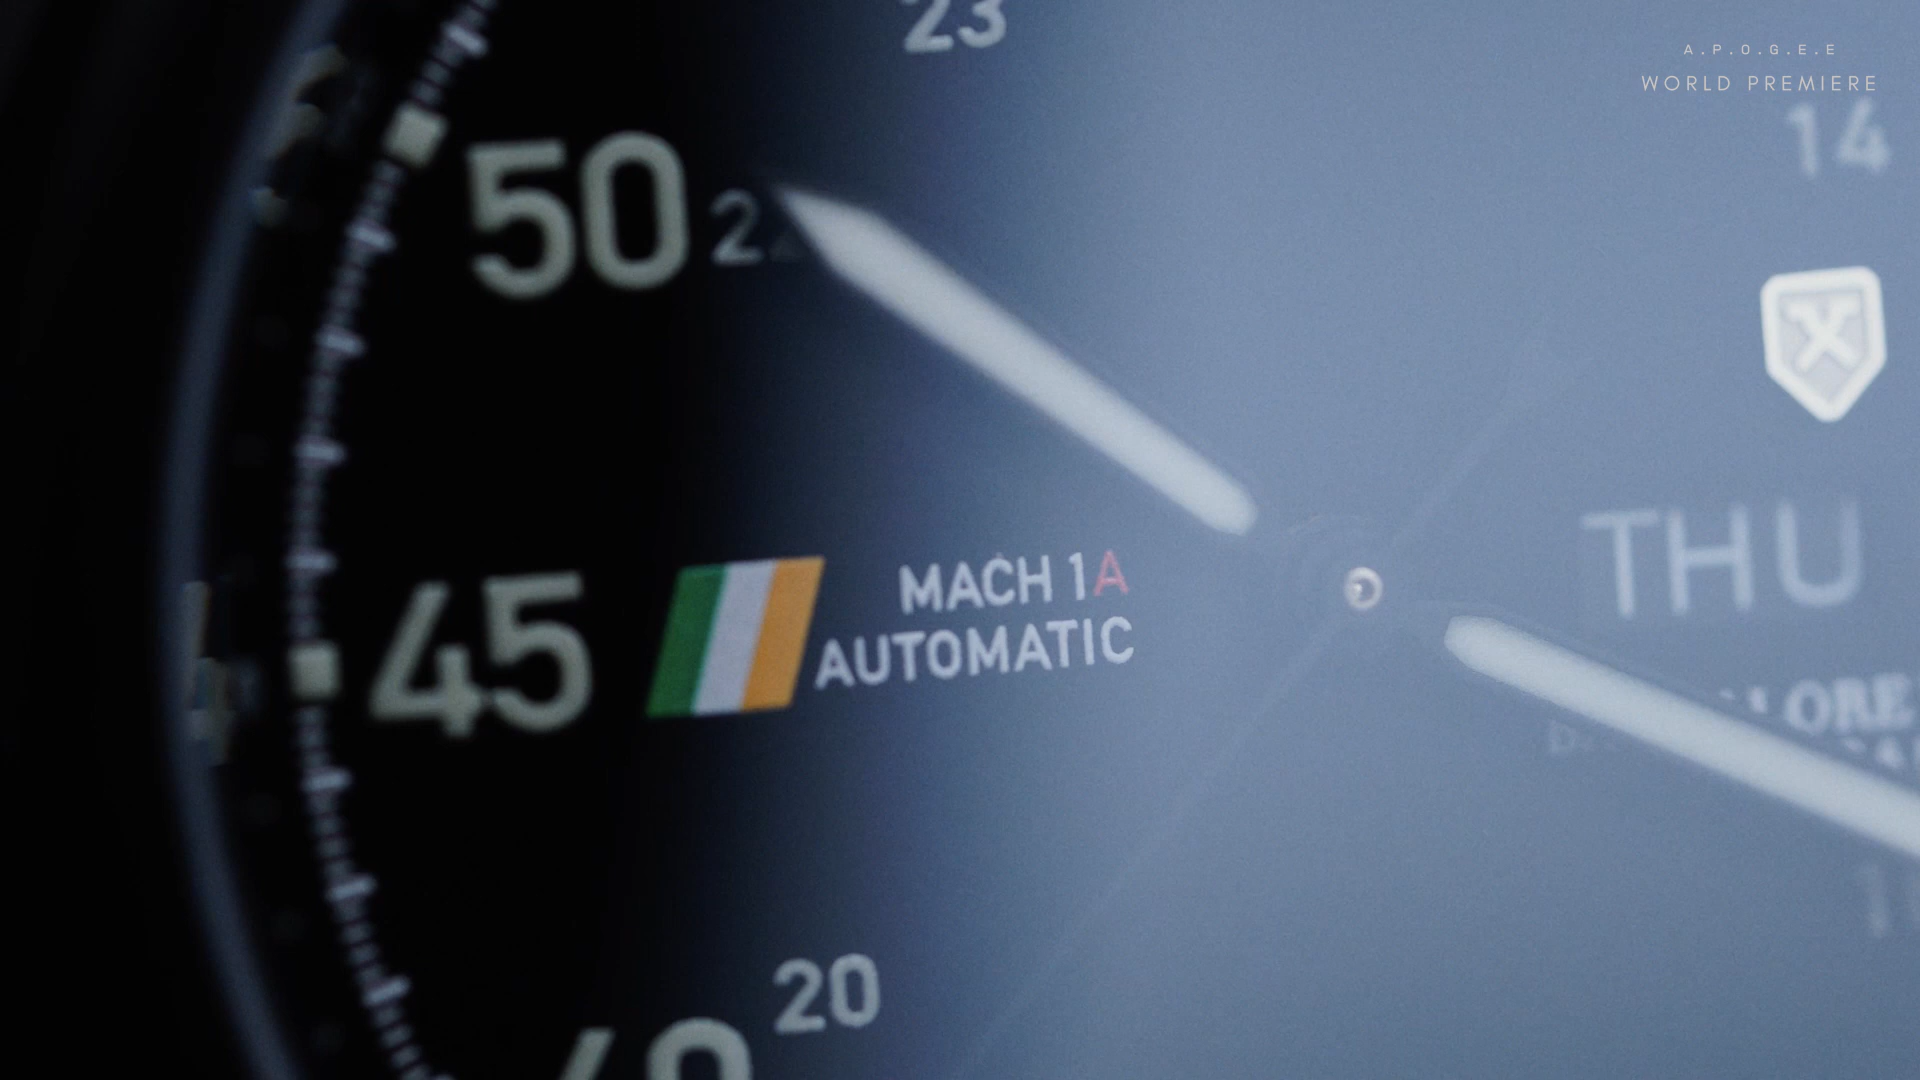 A.P.O.G.E.E
WORLD PREMIERE
23
14
50
X
THU
45
MACH 1A
AUTOMATIC
20